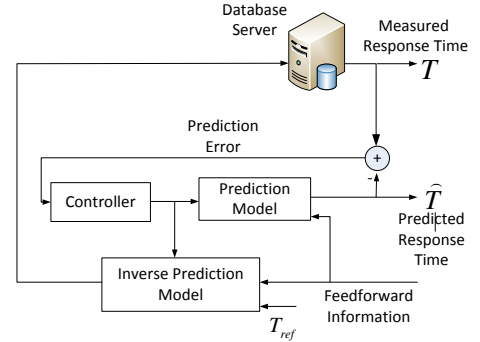 Database
Server
Measured
Response Time
T
Prediction
Error
+
-
Controller
Prediction
Model
T̂
Predicted
Response
Time
Inverse Prediction
Model
Feedforward
Information
T_ref